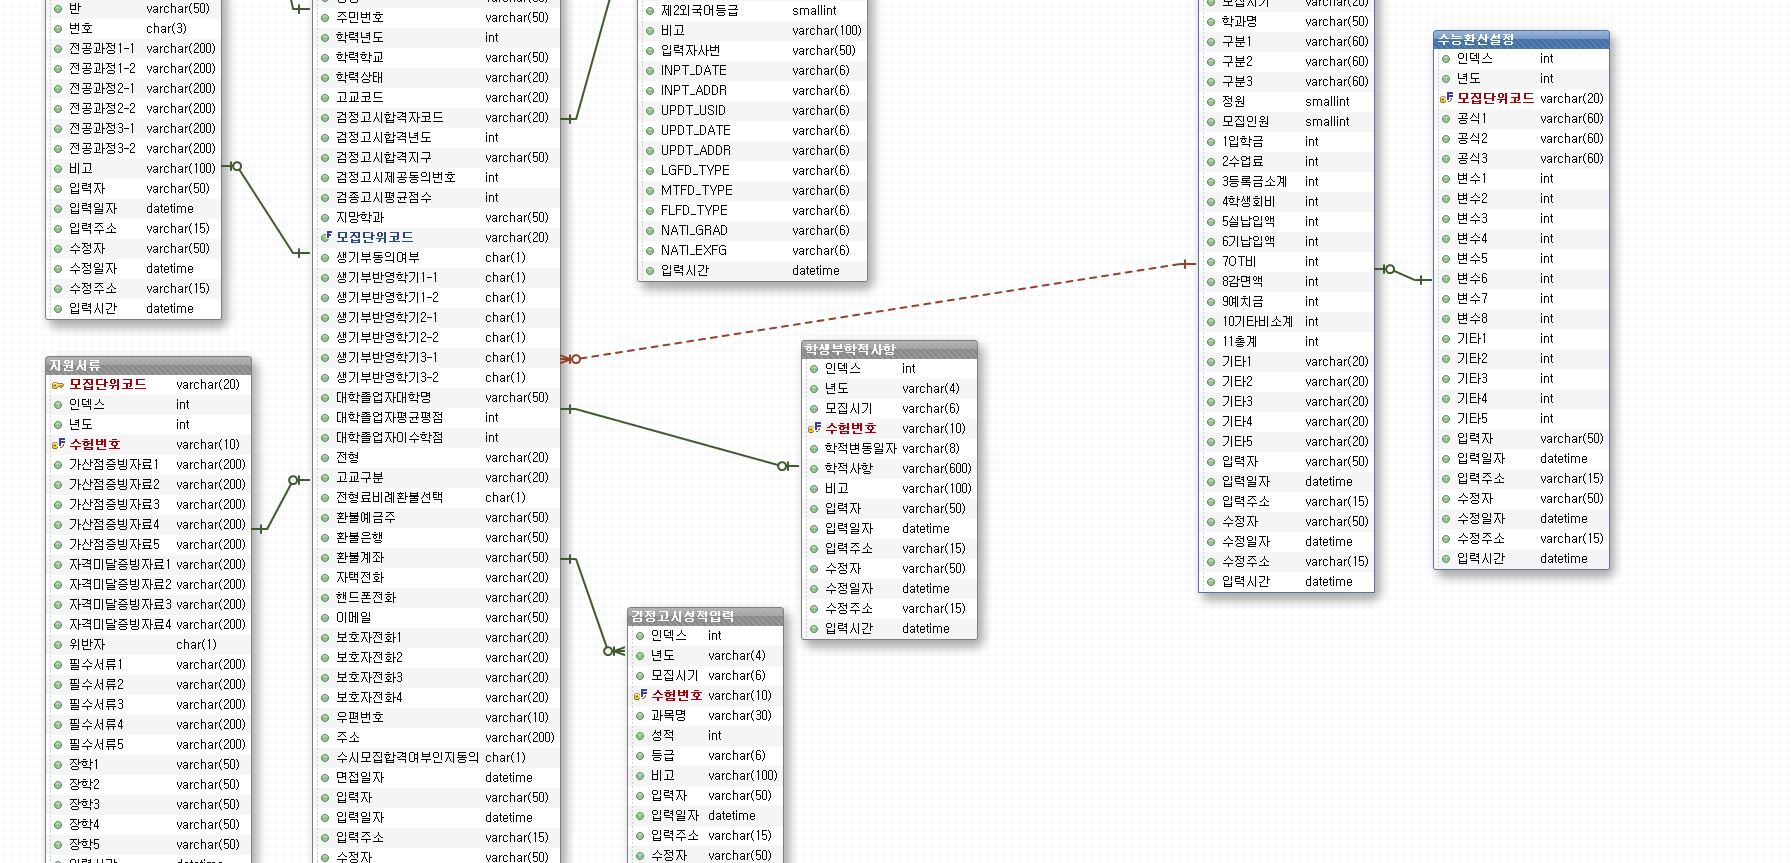 반 varchar(50)
번호 char(3)
전공과정1-1 varchar(200)
전공과정1-2 varchar(200)
전공과정2-1 varchar(200)
전공과정2-2 varchar(200)
전공과정3-1 varchar(200)
전공과정3-2 varchar(200)
비고 varchar(100)
입력자 varchar(50)
입력일자 datetime
입력주소 varchar(15)
수정자 varchar(50)
수정일자 datetime
수정주소 varchar(15)
입력시간 datetime
지원서류
모집단위코드 varchar(20)
인덱스 int
년도 int
수험번호 varchar(10)
가산점증빙자료1 varchar(200)
가산점증빙자료2 varchar(200)
가산점증빙자료3 varchar(200)
가산점증빙자료4 varchar(200)
가산점증빙자료5 varchar(200)
자격미달증빙자료1 varchar(200)
자격미달증빙자료2 varchar(200)
자격미달증빙자료3 varchar(200)
자격미달증빙자료4 varchar(200)
위반자 char(1)
필수서류1 varchar(200)
필수서류2 varchar(200)
필수서류3 varchar(200)
필수서류4 varchar(200)
필수서류5 varchar(200)
장학1 varchar(50)
장학2 varchar(50)
장학3 varchar(50)
장학4 varchar(50)
장학5 varchar(50)
주민번호 varchar(50)
학력년도 int
학력학교 varchar(50)
학력상태 varchar(20)
고교코드 varchar(20)
검정고시합격자코드 varchar(20)
검정고시합격년도 int
검정고시합격지구 varchar(50)
검정고시제공동의번호 int
검종고시평균점수 int
지망학과 varchar(50)
모집단위코드 varchar(20)
생기부동의여부 char(1)
생기부반영학기1-1 char(1)
생기부반영학기1-2 char(1)
생기부반영학기2-1 char(1)
생기부반영학기2-2 char(1)
생기부반영학기3-1 char(1)
생기부반영학기3-2 char(1)
대학졸업자대학명 varchar(50)
대학졸업자평균평점 int
대학졸업자이수학점 int
전형 varchar(20)
고교구분 varchar(20)
전형료비례환불선택 char(1)
환불예금주 varchar(50)
환불은행 varchar(50)
환불계좌 varchar(50)
자택전화 varchar(20)
핸드폰전화 varchar(20)
이메일 varchar(50)
보호자전화1 varchar(20)
보호자전화2 varchar(20)
보호자전화3 varchar(20)
보호자전화4 varchar(20)
우편번호 varchar(10)
주소 varchar(200)
수시모집합격여부인지동의 char(1)
면접일자 datetime
입력자 varchar(50)
입력일자 datetime
입력주소 varchar(15)
수정자 varchar(50)
제2외국어등급 smallint
비고 varchar(100)
입력자사번 varchar(50)
INPT_DATE varchar(6)
INPT_ADDR varchar(6)
UPDT_USID varchar(6)
UPDT_DATE varchar(6)
UPDT_ADDR varchar(6)
LGFD_TYPE varchar(6)
MTFD_TYPE varchar(6)
FLFD_TYPE varchar(6)
NATI_GRAD varchar(6)
NATI_EXFG varchar(6)
입력시간 datetime
검정고시성적입력
인덱스 int
년도 varchar(4)
모집시기 varchar(6)
수험번호 varchar(10)
과목명 varchar(30)
성적 int
등급 varchar(6)
비고 varchar(100)
입력자 varchar(50)
입력일자 datetime
입력주소 varchar(15)
수정자 varchar(50)
학생부학적사항
인덱스 int
년도 varchar(4)
모집시기 varchar(6)
수험번호 varchar(10)
학적변동일자 varchar(8)
학적사항 varchar(600)
비고 varchar(100)
입력자 varchar(50)
입력일자 datetime
입력주소 varchar(15)
수정자 varchar(50)
수정일자 datetime
수정주소 varchar(15)
입력시간 datetime
모집시기 varchar(20)
학과명 varchar(50)
구분1 varchar(60)
구분2 varchar(60)
구분3 varchar(60)
정원 smallint
모집인원 smallint
1입학금 int
2수업료 int
3등록금소계 int
4학생회비 int
5실납입액 int
6기납입액 int
7OT비 int
8감면액 int
9예치금 int
10기타비소계 int
11총계 int
기타1 varchar(20)
기타2 varchar(20)
기타3 varchar(20)
기타4 varchar(20)
기타5 varchar(20)
입력자 varchar(50)
입력일자 datetime
입력주소 varchar(15)
수정자 varchar(50)
수정일자 datetime
수정주소 varchar(15)
입력시간 datetime
수능환산설정
인덱스 int
년도 int
모집단위코드 varchar(20)
공식1 varchar(60)
공식2 varchar(60)
공식3 varchar(60)
변수1 int
변수2 int
변수3 int
변수4 int
변수5 int
변수6 int
변수7 int
변수8 int
기타1 int
기타2 int
기타3 int
기타4 int
기타5 int
입력자 varchar(50)
입력일자 datetime
입력주소 varchar(15)
수정자 varchar(50)
수정일자 datetime
수정주소 varchar(15)
입력시간 datetime